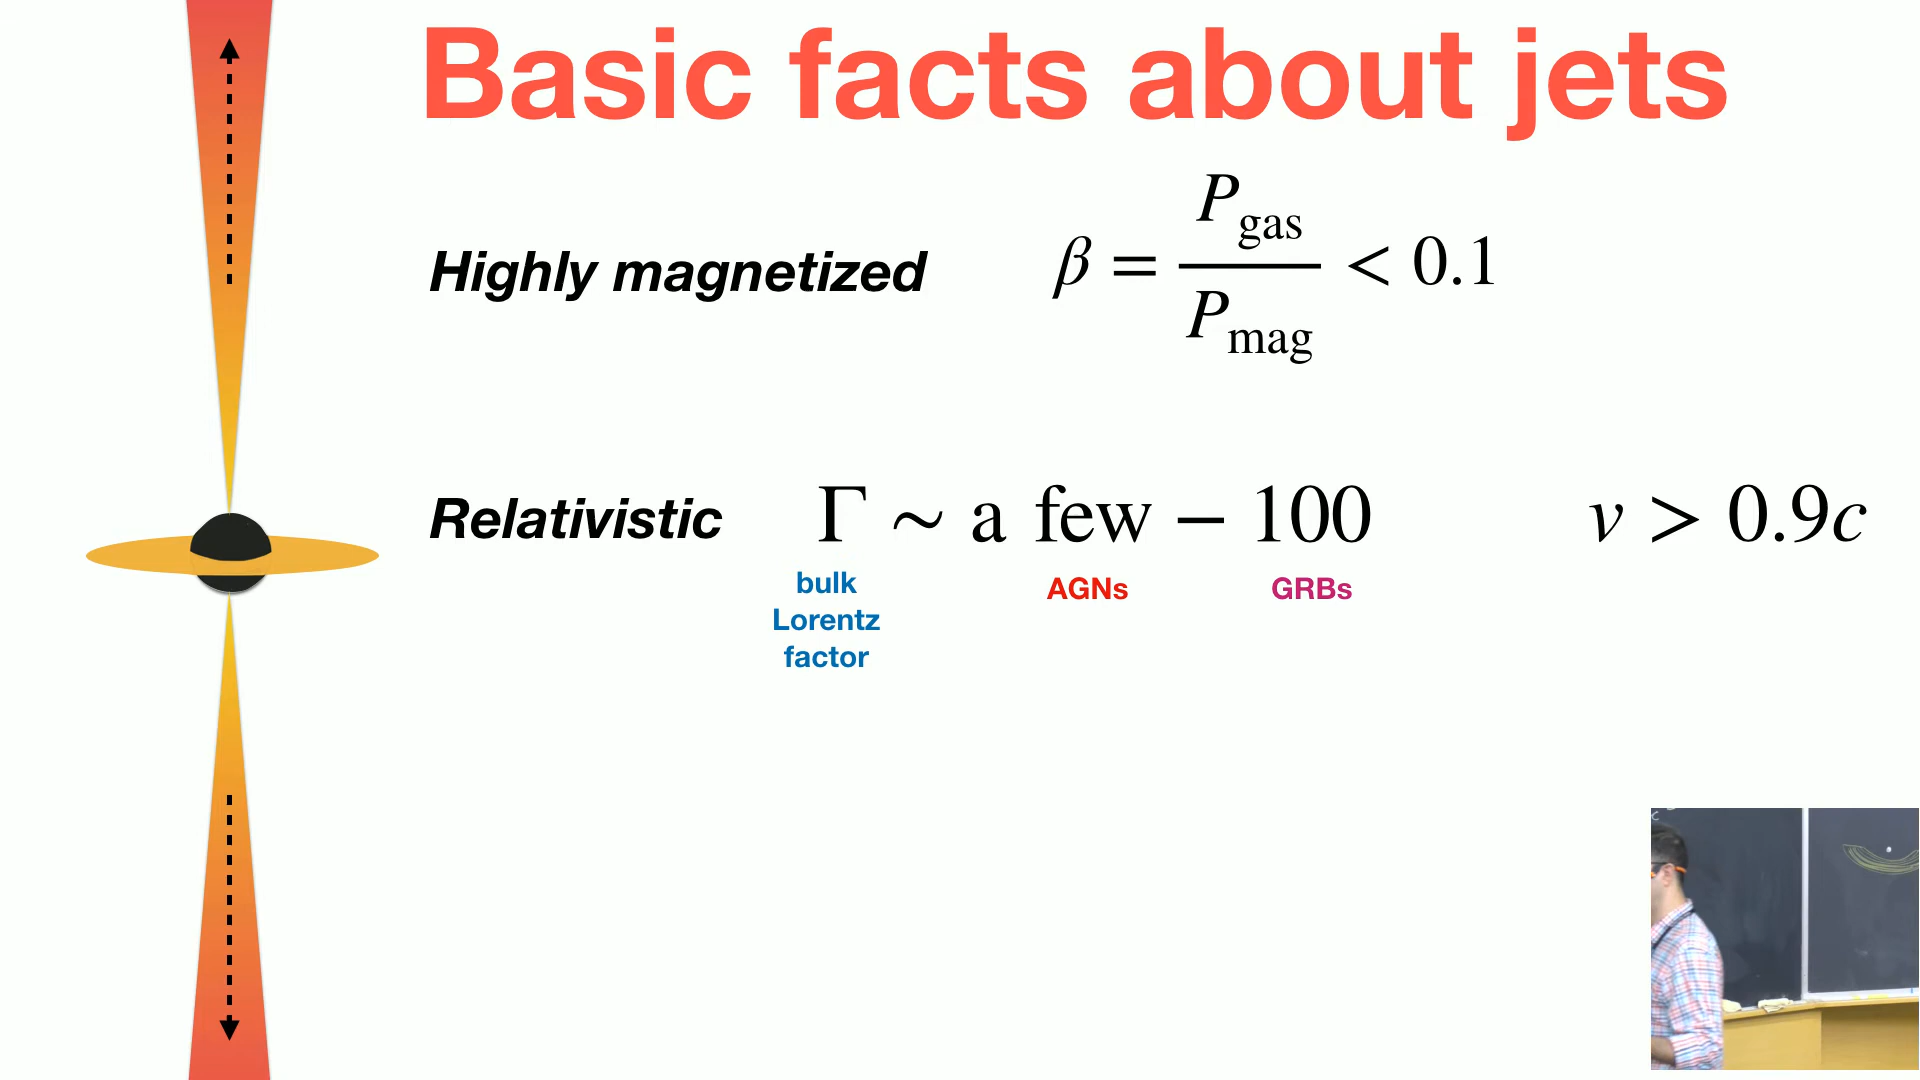 Basic facts about jets
Highly magnetized β = P_gas / P_mag < 0.1
Relativistic Γ ∼ a few − 100 v > 0.9c
bulk Lorentz factor
AGNs
GRBs